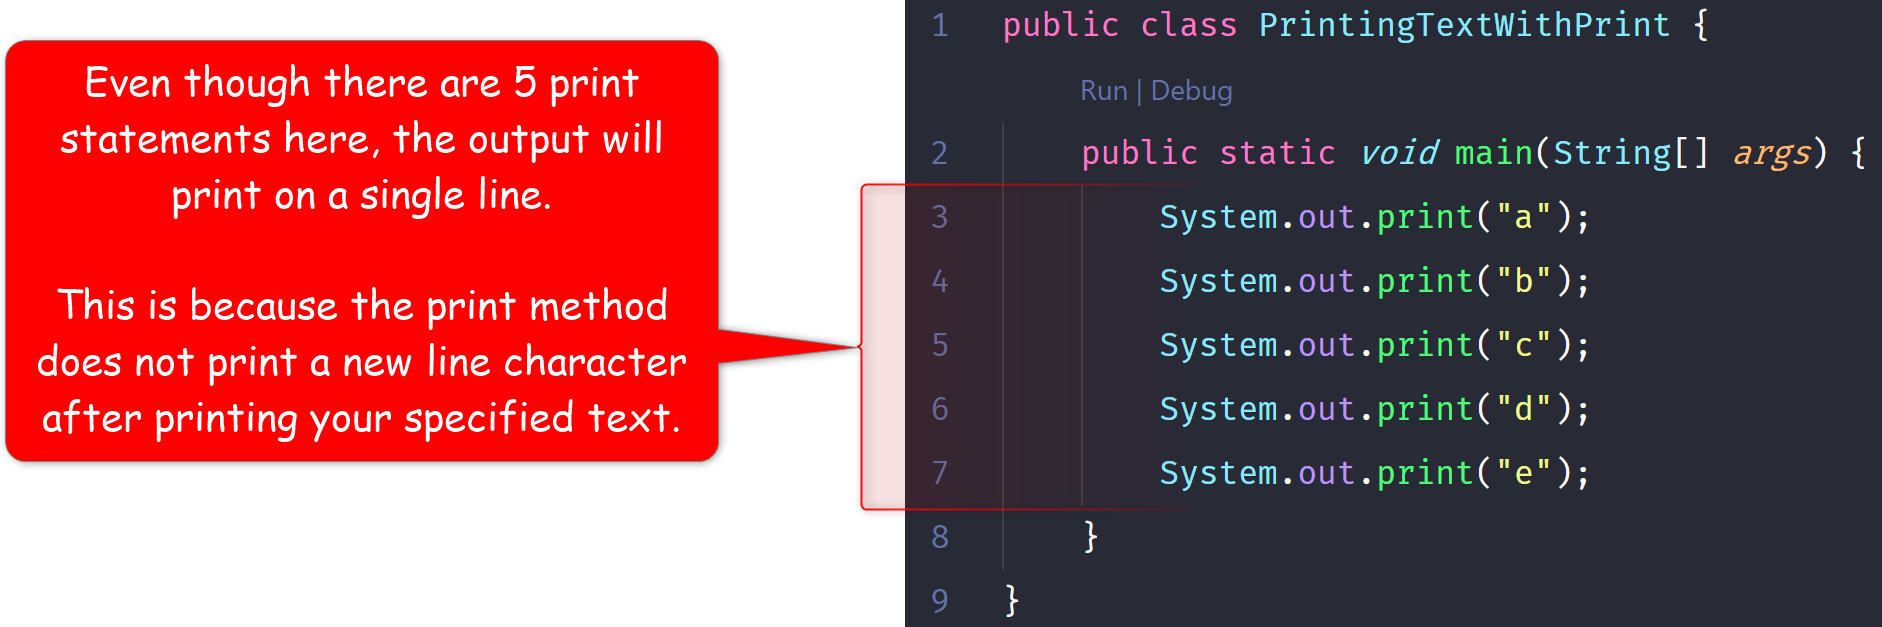 Even though there are 5 print
statements here, the output will
print on a single line.
This is because the print method
does not print a new line character
after printing your specified text.
1 public class PrintingTextWithPrint {
Run | Debug
2 public static void main(String[] args) {
3 System.out.print("a");
4 System.out.print("b");
5 System.out.print("c");
6 System.out.print("d");
7 System.out.print("e");
8 }
9 }